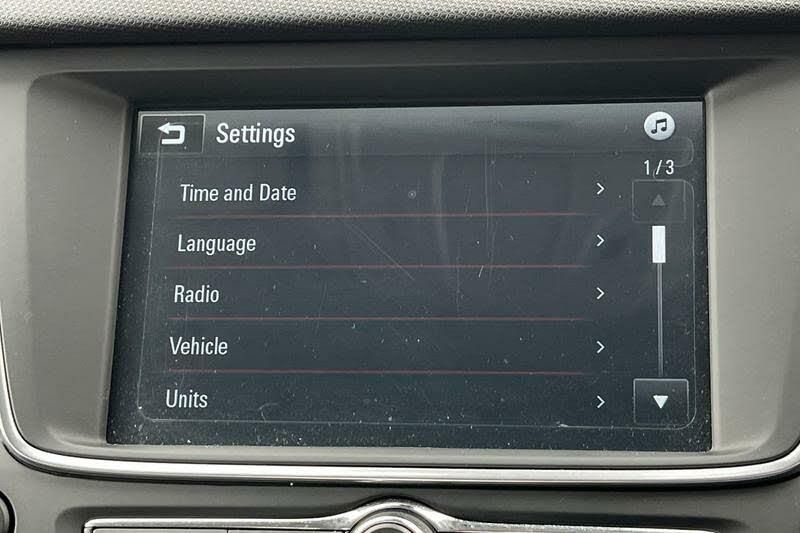 Settings
1/3
Time and Date
Language
Radio
Vehicle
Units